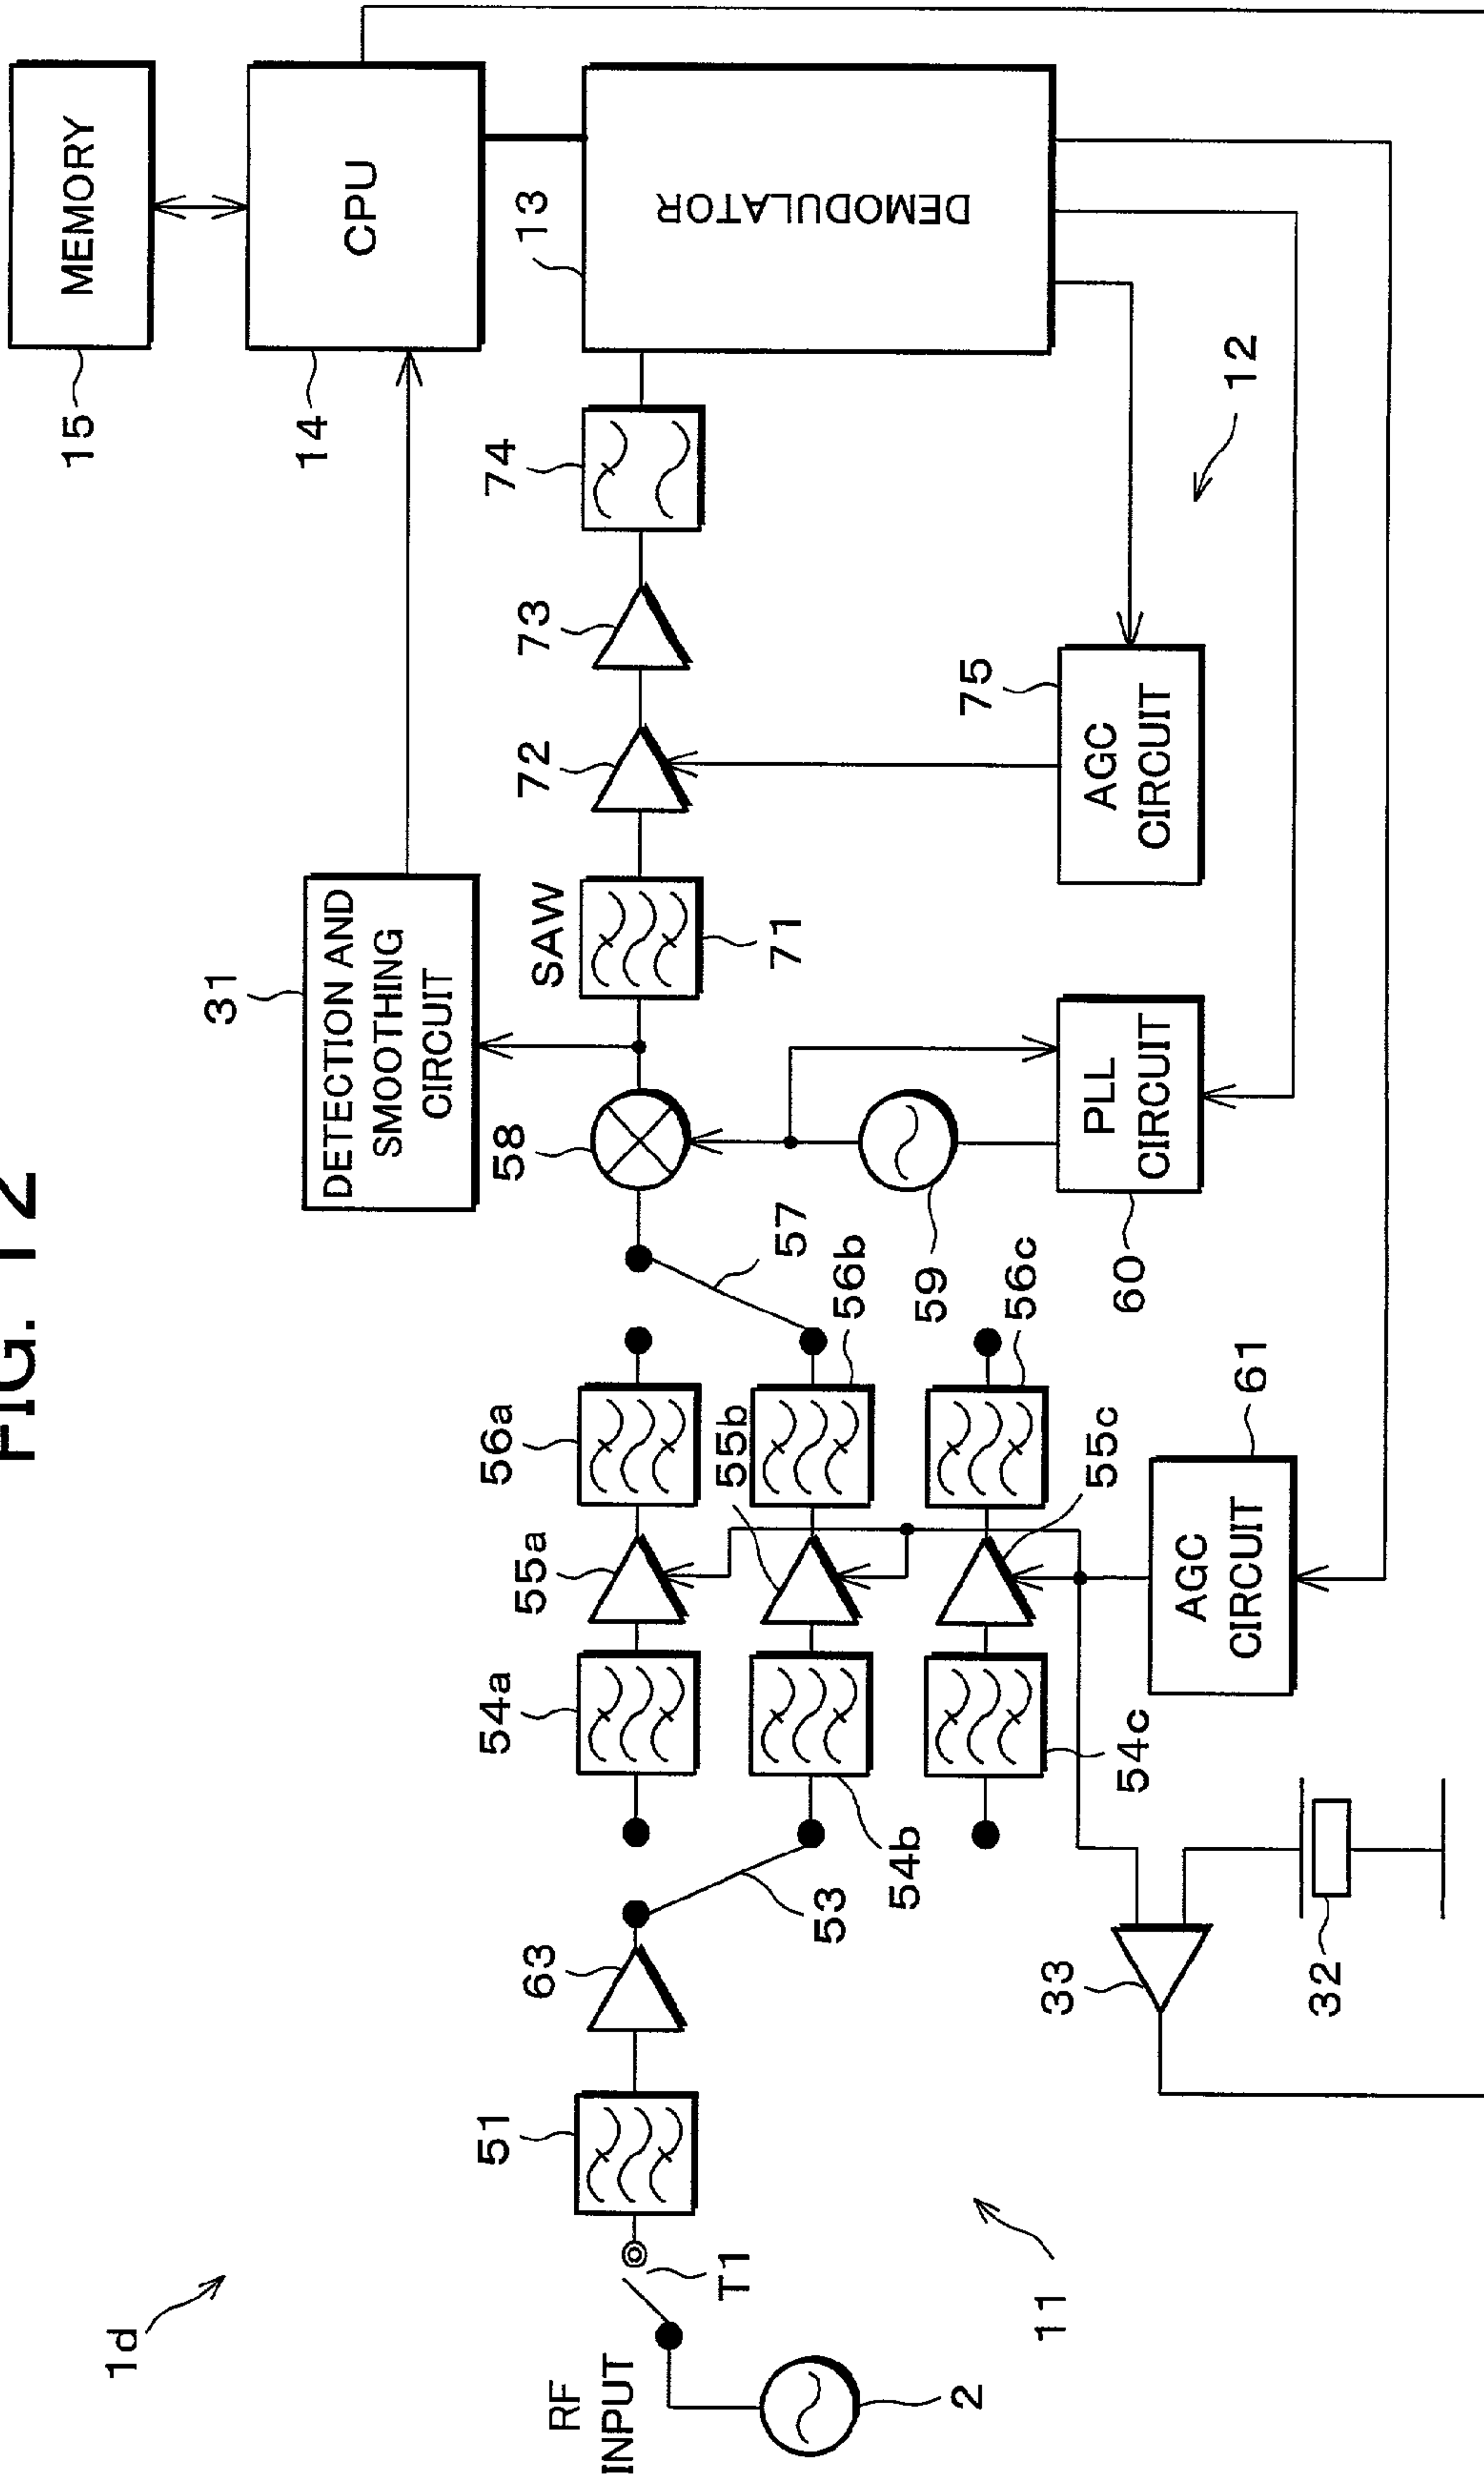 FIG. 12
1d
15
MEMORY
14
CPU
13
DEMODULATOR
31
DETECTION AND
SMOOTHING
CIRCUIT
RF
INPUT
2
T1
51
63
53
54a
55a
56a
54b
55b
56b
54c
55c
56c
57
58
59
60
PLL
CIRCUIT
SAW
71
72
73
74
75
AGC
CIRCUIT
12
61
AGC
CIRCUIT
33
32
11